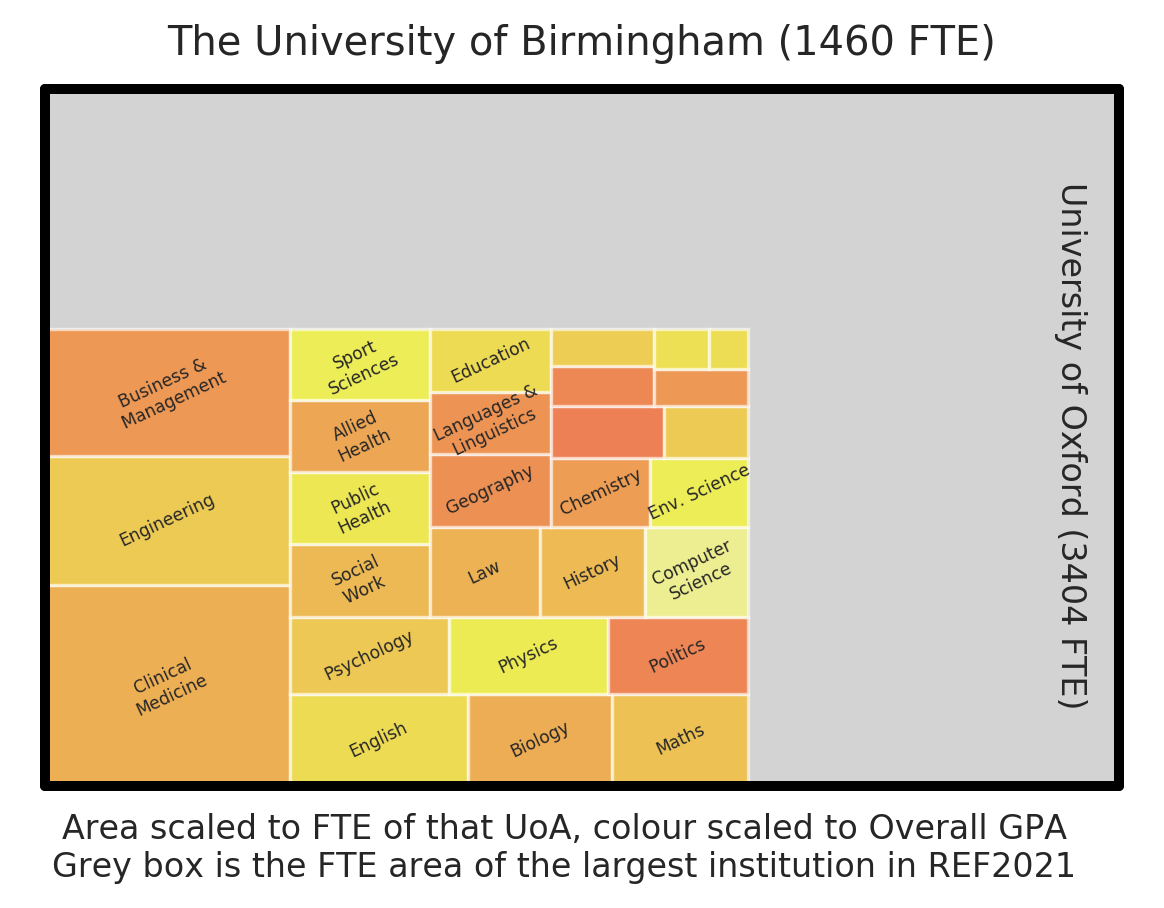 The University of Birmingham (1460 FTE)
University of Oxford (3404 FTE)
Business &
Management
Sport
Sciences
Education
Languages &
Linguistics
Allied
Health
Geography
Chemistry
Env. Science
Engineering
Public
Health
Social
Work
Law
History
Computer
Science
Clinical
Medicine
Psychology
Physics
Politics
English
Biology
Maths
Area scaled to FTE of that UoA, colour scaled to Overall GPA
Grey box is the FTE area of the largest institution in REF2021